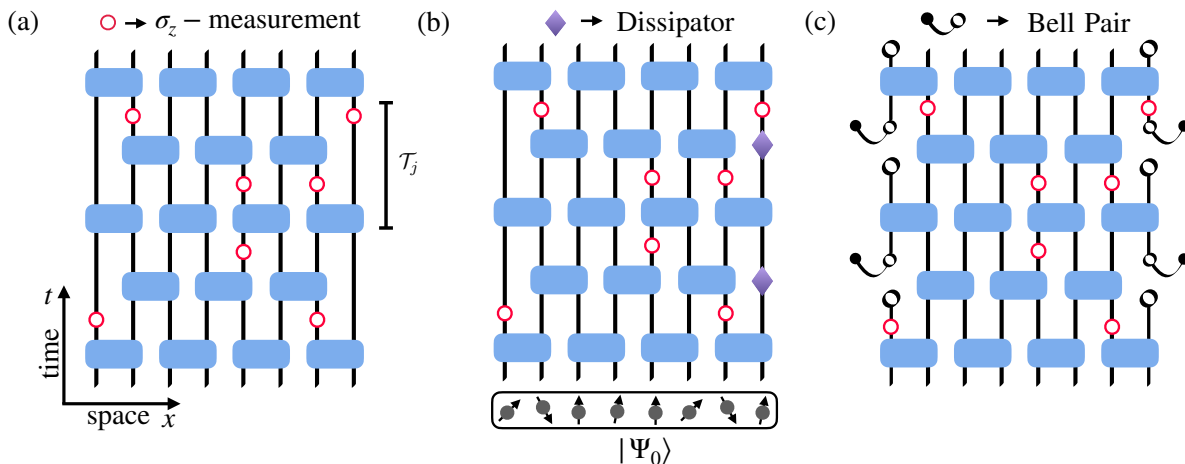 (a) → σz − measurement
𝒯j
t
time
space x
(b) → Dissipator
|Ψ0⟩
(c) → Bell Pair